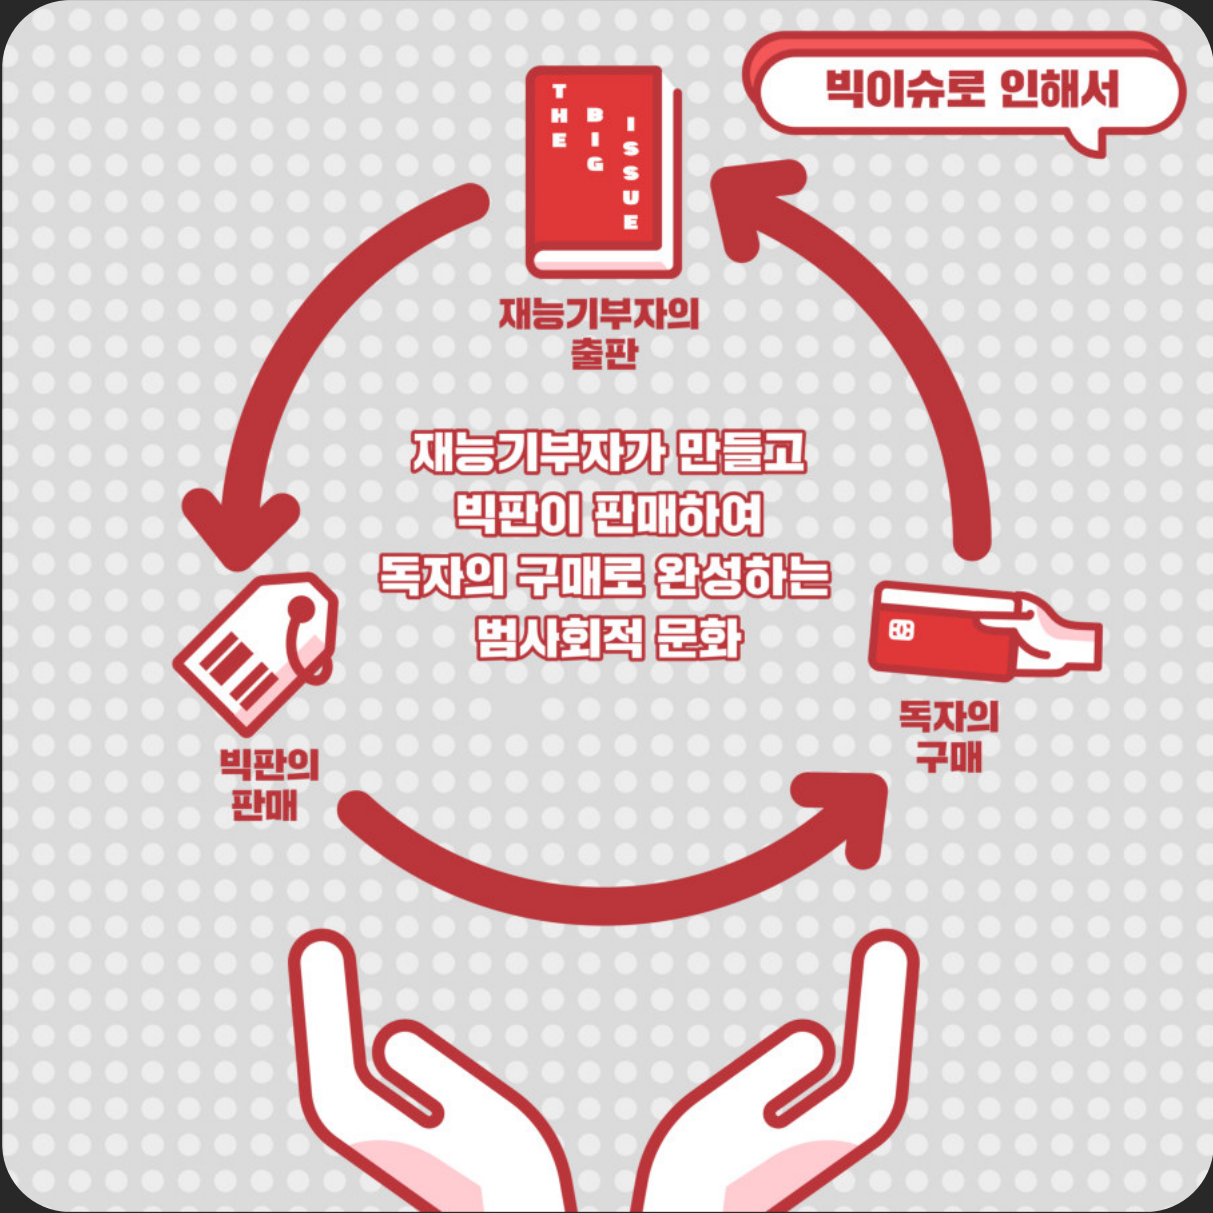 빅이슈로 인해서
THE
BIG
ISSUE
재능기부자의
출판
재능기부자가 만들고
빅판이 판매하여
독자의 구매로 완성하는
범사회적 문화
독자의
구매
빅판의
판매